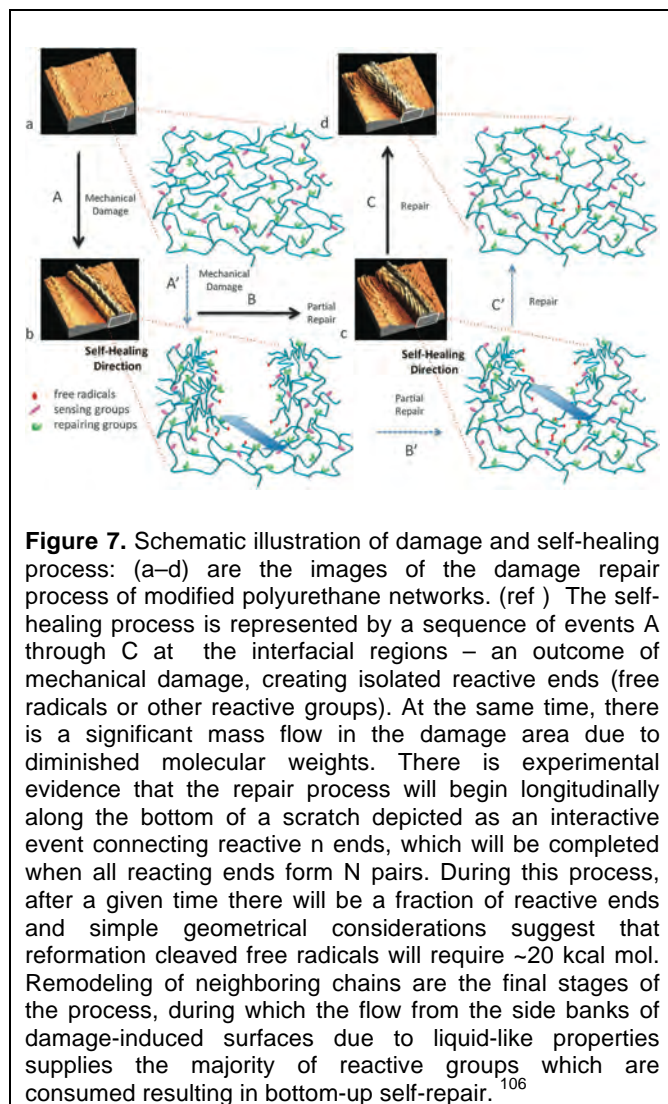 a
d
A
Mechanical
Damage
C
Repair
A'
Mechanical
Damage
B
Partial
Repair
C'
Repair
b
Self-Healing
Direction
c
Self-Healing
Direction
free radicals
sensing groups
repairing groups
Partial
Repair
B'
Figure 7. Schematic illustration of damage and self-healing
process: (a–d) are the images of the damage repair
process of modified polyurethane networks. (ref ) The self-
healing process is represented by a sequence of events A
through C at the interfacial regions – an outcome of
mechanical damage, creating isolated reactive ends (free
radicals or other reactive groups). At the same time, there
is a significant mass flow in the damage area due to
diminished molecular weights. There is experimental
evidence that the repair process will begin longitudinally
along the bottom of a scratch depicted as an interactive
event connecting reactive n ends, which will be completed
when all reacting ends form N pairs. During this process,
after a given time there will be a fraction of reactive ends
and simple geometrical considerations suggest that
reformation cleaved free radicals will require ~20 kcal mol.
Remodeling of neighboring chains are the final stages of
the process, during which the flow from the side banks of
damage-induced surfaces due to liquid-like properties
supplies the majority of reactive groups which are
consumed resulting in bottom-up self-repair. 106